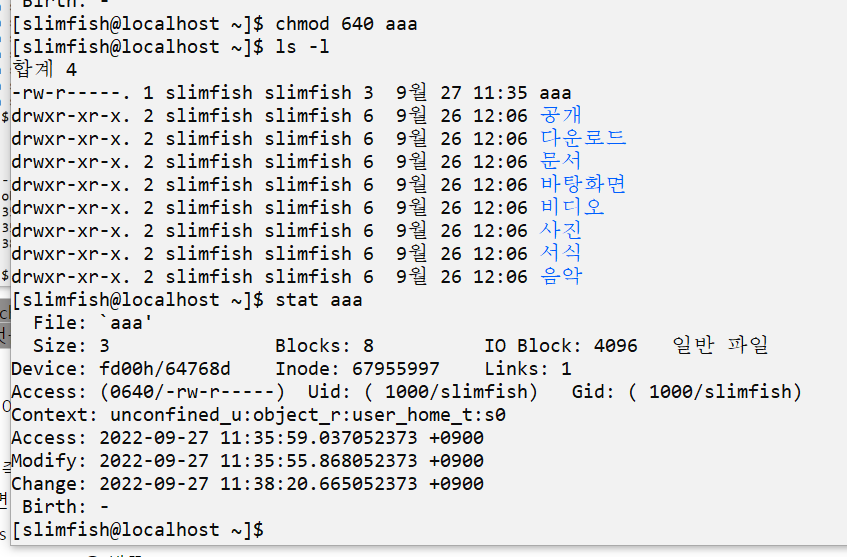 Birth: -
[slimfish@localhost ~]$ chmod 640 aaa
[slimfish@localhost ~]$ ls -l
합계 4
-rw-r-----. 1 slimfish slimfish 3  9월 27 11:35 aaa
drwxr-xr-x. 2 slimfish slimfish 6  9월 26 12:06 공개
drwxr-xr-x. 2 slimfish slimfish 6  9월 26 12:06 다운로드
drwxr-xr-x. 2 slimfish slimfish 6  9월 26 12:06 문서
drwxr-xr-x. 2 slimfish slimfish 6  9월 26 12:06 바탕화면
drwxr-xr-x. 2 slimfish slimfish 6  9월 26 12:06 비디오
drwxr-xr-x. 2 slimfish slimfish 6  9월 26 12:06 사진
drwxr-xr-x. 2 slimfish slimfish 6  9월 26 12:06 서식
drwxr-xr-x. 2 slimfish slimfish 6  9월 26 12:06 음악
[slimfish@localhost ~]$ stat aaa
  File: `aaa'
  Size: 3               Blocks: 8          IO Block: 4096   일반 파일
Device: fd00h/64768d    Inode: 67955997    Links: 1
Access: (0640/-rw-r-----)  Uid: ( 1000/slimfish)   Gid: ( 1000/slimfish)
Context: unconfined_u:object_r:user_home_t:s0
Access: 2022-09-27 11:35:59.037052373 +0900
Modify: 2022-09-27 11:35:55.868052373 +0900
Change: 2022-09-27 11:38:20.665052373 +0900
 Birth: -
[slimfish@localhost ~]$